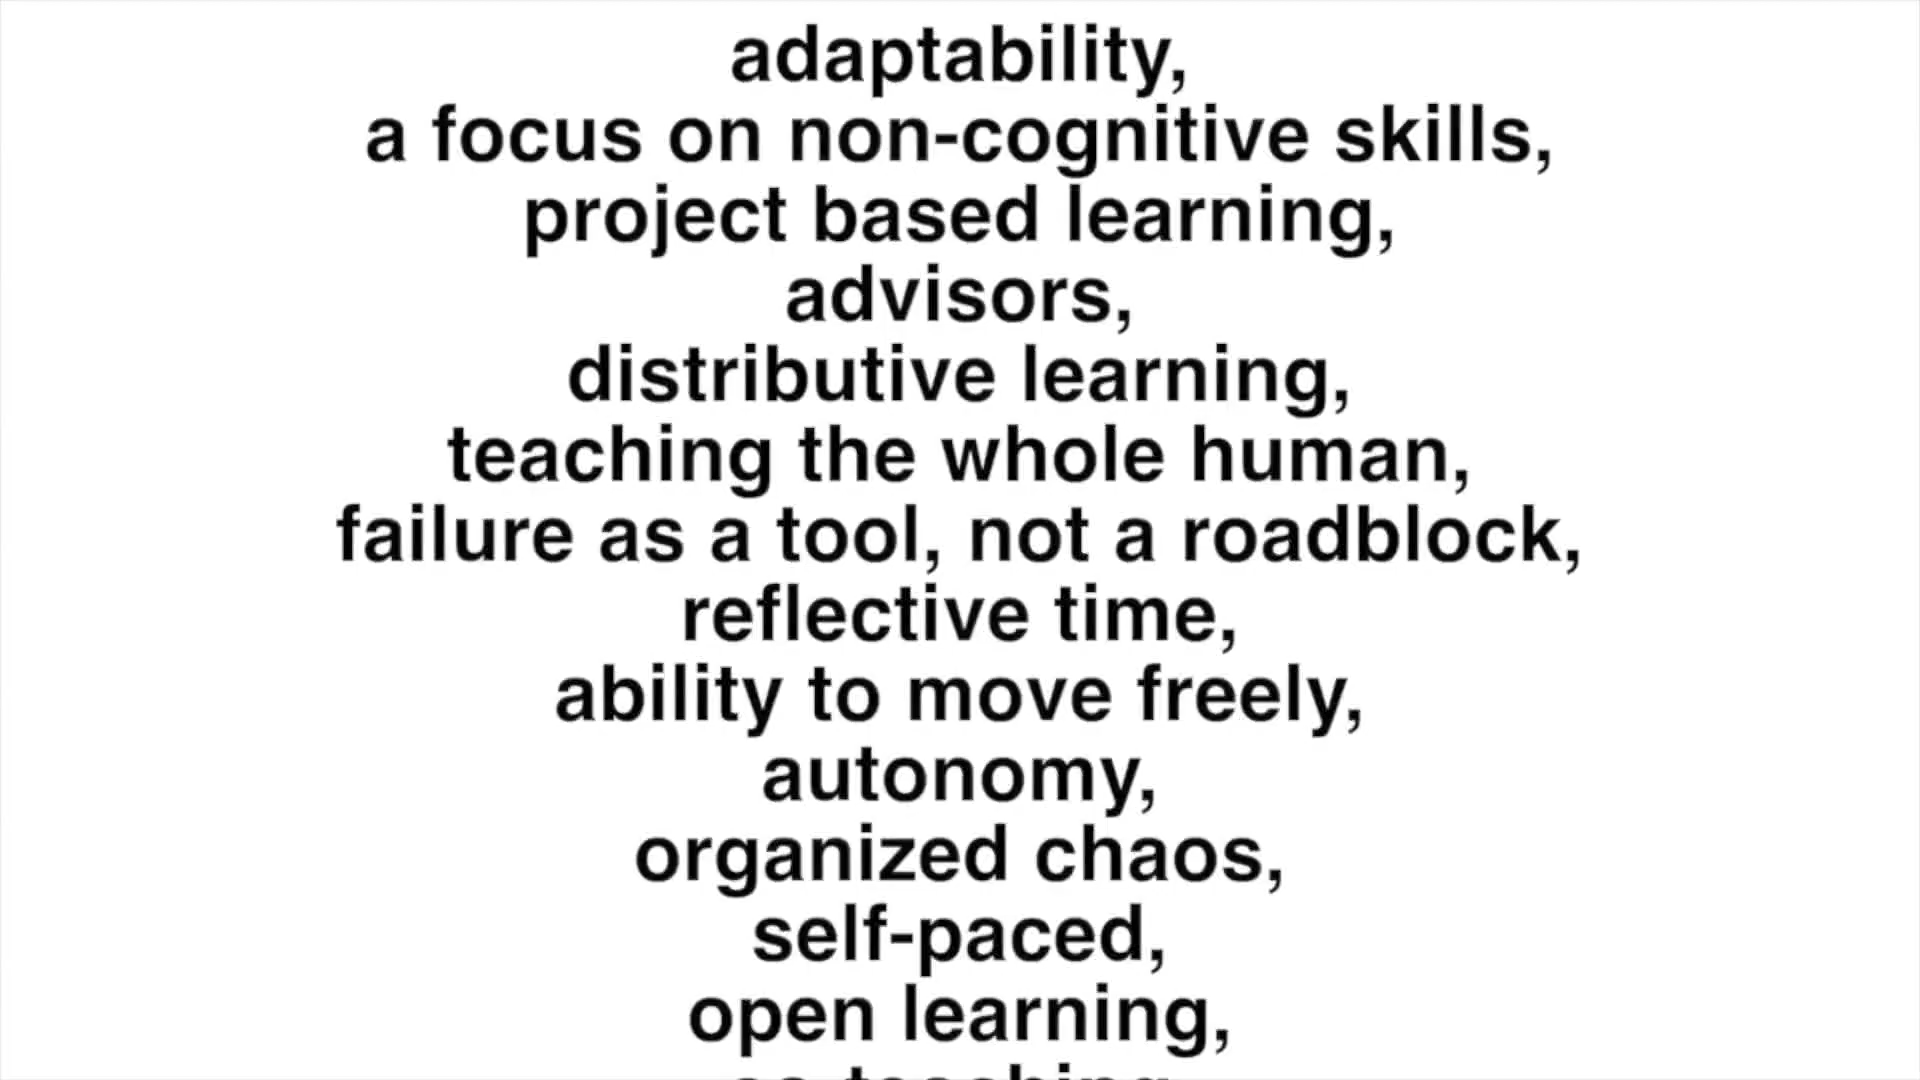 adaptability,
a focus on non-cognitive skills,
project based learning,
advisors,
distributive learning,
teaching the whole human,
failure as a tool, not a roadblock,
reflective time,
ability to move freely,
autonomy,
organized chaos,
self-paced,
open learning,